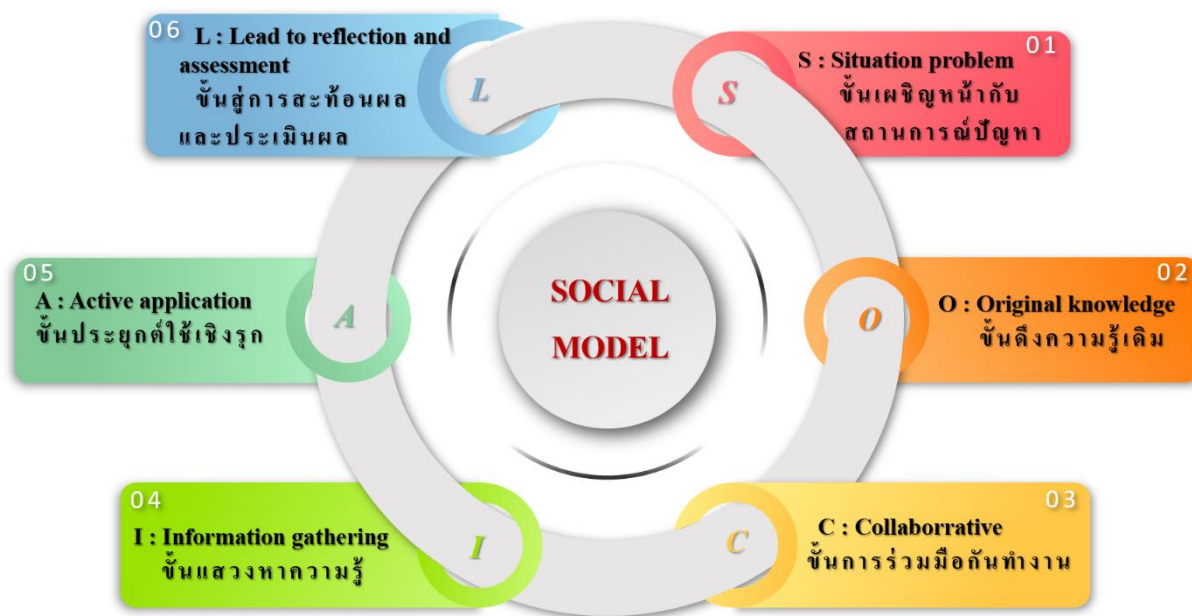 SOCIAL
MODEL
01
S
S : Situation problem
ขั้นเผชิญหน้ากับ
สถานการณ์ปัญหา
02
O
O : Original knowledge
ขั้นดึงความรู้เดิม
03
C
C : Collaborrative
ขั้นการร่วมมือกันทำงาน
04
I
I : Information gathering
ขั้นแสวงหาความรู้
05
A
A : Active application
ขั้นประยุกต์ใช้เชิงรุก
06
L
L : Lead to reflection and
assessment
ขั้นสู่การสะท้อนผล
และประเมินผล